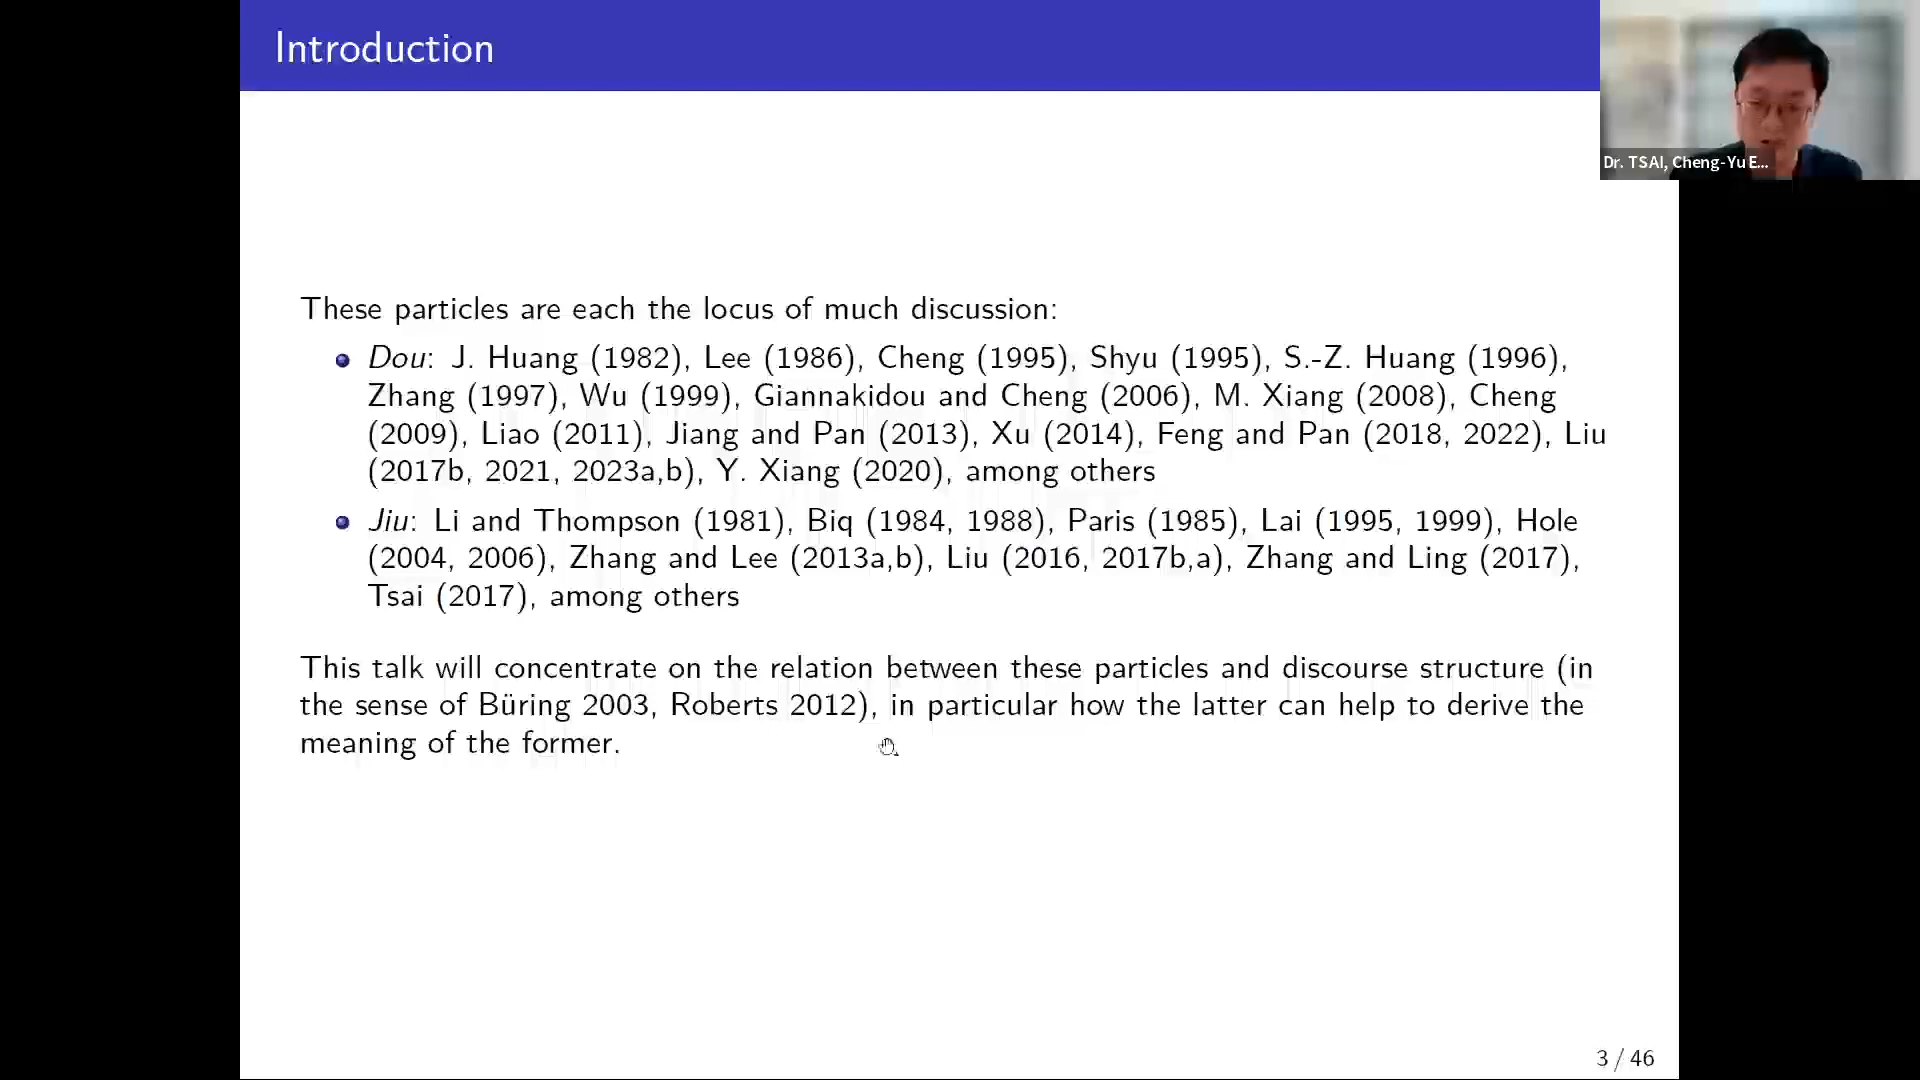 Introduction
Dr. TSAI, Cheng-Yu E...
These particles are each the locus of much discussion:
Dou: J. Huang (1982), Lee (1986), Cheng (1995), Shyu (1995), S.-Z. Huang (1996),
Zhang (1997), Wu (1999), Giannakidou and Cheng (2006), M. Xiang (2008), Cheng
(2009), Liao (2011), Jiang and Pan (2013), Xu (2014), Feng and Pan (2018, 2022), Liu
(2017b, 2021, 2023a,b), Y. Xiang (2020), among others
Jiu: Li and Thompson (1981), Biq (1984, 1988), Paris (1985), Lai (1995, 1999), Hole
(2004, 2006), Zhang and Lee (2013a,b), Liu (2016, 2017b,a), Zhang and Ling (2017),
Tsai (2017), among others
This talk will concentrate on the relation between these particles and discourse structure (in
the sense of Büring 2003, Roberts 2012), in particular how the latter can help to derive the
meaning of the former.
3 / 46